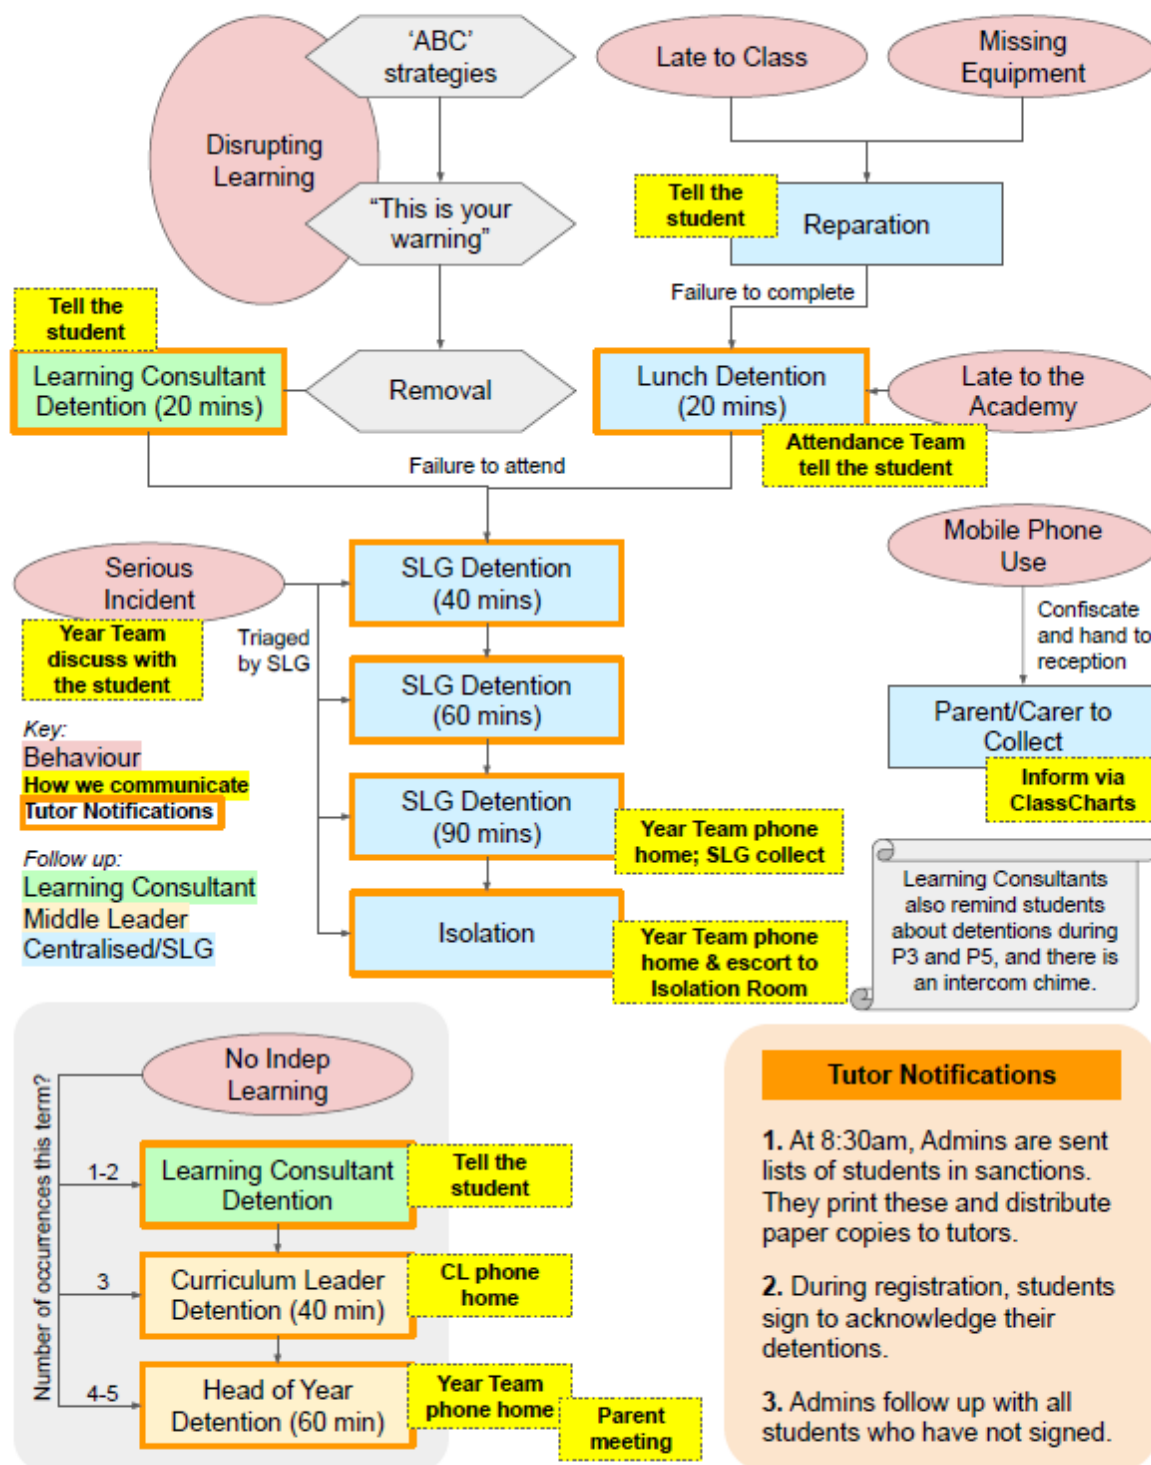 ‘ABC’
strategies
Late to Class
Missing
Equipment
Disrupting
Learning
“This is your
warning”
Tell the
student
Reparation
Failure to complete
Tell the
student
Learning Consultant
Detention (20 mins)
Removal
Lunch Detention
(20 mins)
Late to the
Academy
Attendance Team
tell the student
Failure to attend
Mobile Phone
Use
Serious
Incident
SLG Detention
(40 mins)
Confiscate
and hand to
reception
Year Team
discuss with
the student
Triaged
by SLG
SLG Detention
(60 mins)
Parent/Carer to
Collect
Inform via
ClassCharts
Key:
Behaviour
How we communicate
Tutor Notifications
SLG Detention
(90 mins)
Year Team phone
home; SLG collect
Follow up:
Learning Consultant
Middle Leader
Centralised/SLG
Isolation
Year Team phone
home & escort to
Isolation Room
Learning Consultants
also remind students
about detentions during
P3 and P5, and there is
an intercom chime.
No Indep
Learning
Number of occurrences this term?
1-2
Learning Consultant
Detention
Tell the
student
3
Curriculum Leader
Detention (40 min)
CL phone
home
4-5
Head of Year
Detention (60 min)
Year Team
phone home
Parent
meeting
Tutor Notifications
1. At 8:30am, Admins are sent
lists of students in sanctions.
They print these and distribute
paper copies to tutors.
2. During registration, students
sign to acknowledge their
detentions.
3. Admins follow up with all
students who have not signed.